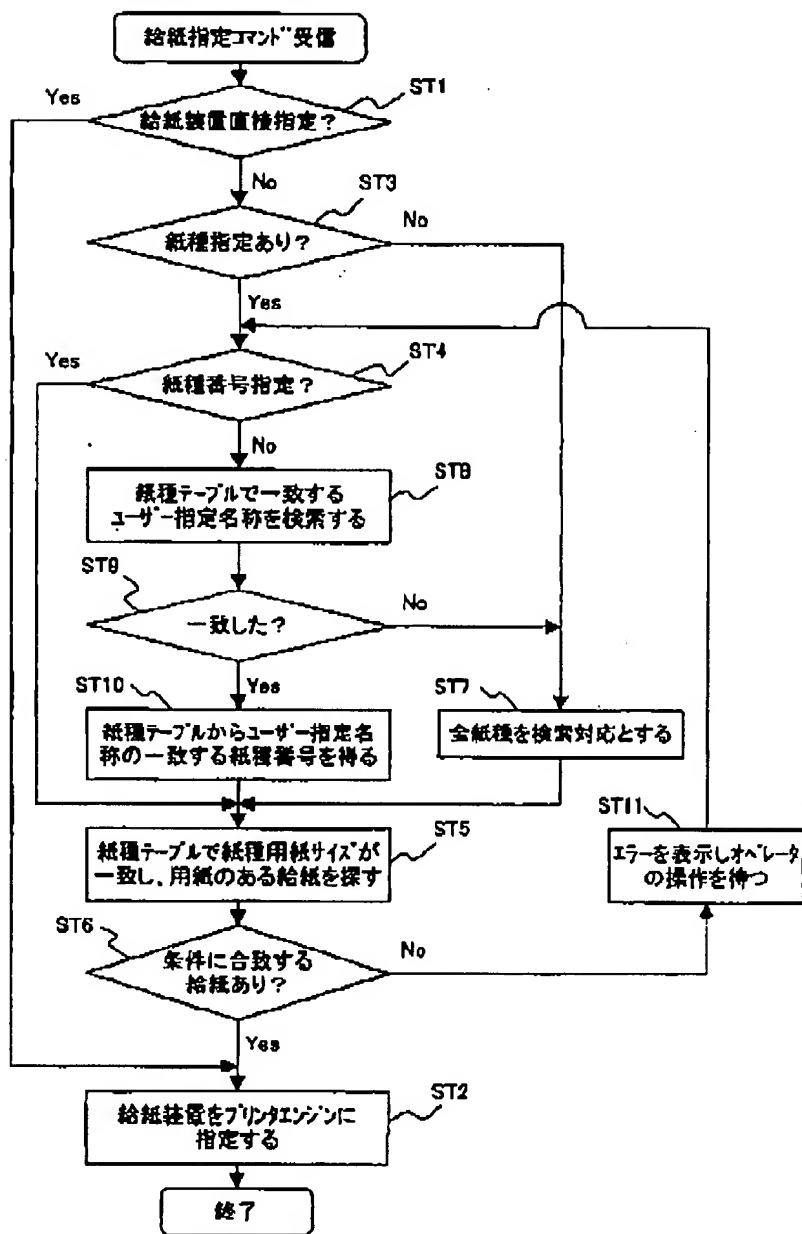 給紙指定コマンド受信
ST1
Yes
給紙装置直接指定?
No
ST3
No
紙種指定あり?
Yes
Yes
ST4
紙種番号指定?
No
ST8
紙種テーブルで一致する
ユーザー指定名称を検索する
ST9
No
一致した?
ST10
Yes
ST7
紙種テーブルからユーザー指定名
称の一致する紙種番号を得る
全紙種を検索対応とする
ST11
ST5
紙種テーブルで紙種用紙サイズが
一致し、用紙のある給紙を探す
エラーを表示しオペレータ
の操作を待つ
ST6
No
条件に合致する
給紙あり?
Yes
ST2
給紙装置をプリンタエンジンに
指定する
終了